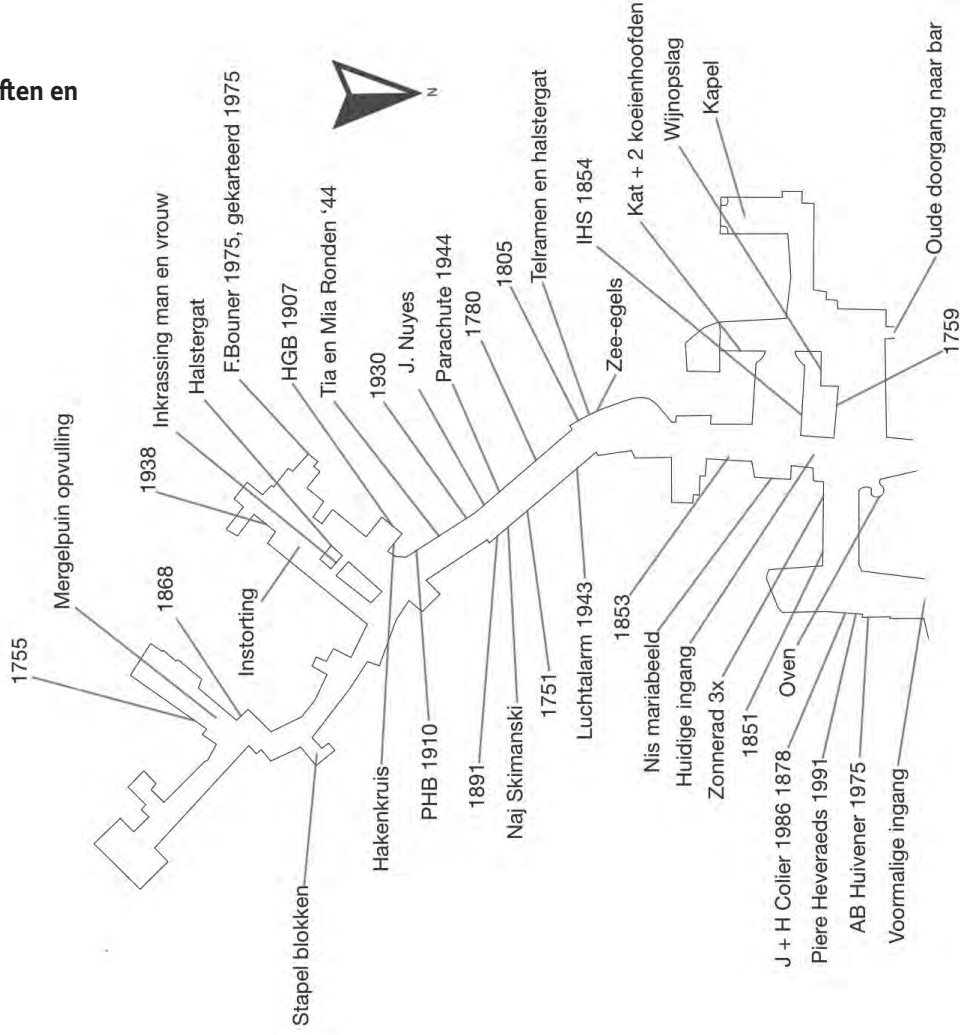 ften en
N
1755
Mergelpuin opvulling
1868
1938
Instorting
Inkrassing man en vrouw
Halstergat
F.Bouner 1975, gekarteerd 1975
HGB 1907
Tia en Mia Ronden ‘44
1930
J. Nuyes
Parachute 1944
1780
1805
Telramen en halstergat
Zee-egels
IHS 1854
Kat + 2 koeienhoofden
Wijnopslag
Kapel
Oude doorgang naar bar
1759
Stapel blokken
Hakenkruis
PHB 1910
1891
Naj Skimanski
1751
Luchtalarm 1943
1853
Nis mariabeeld
Huidige ingang
Zonnerad 3x
1851
Oven
J + H Colier 1986 1878
Piere Heveraeds 1991
AB Huivener 1975
Voormalige ingang